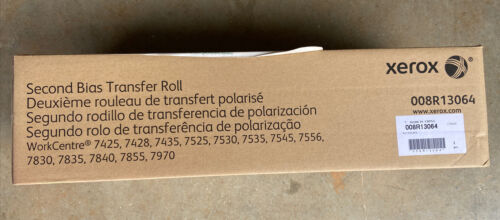 xerox
Second Bias Transfer Roll
Deuxième rouleau de transfert polarisé
Segundo rodillo de transferencia de polarización
Segundo rolo de transferência de polarização
WorkCentre® 7425, 7428, 7435, 7525, 7530, 7535, 7545, 7556,
7830, 7835, 7840, 7855, 7970
008R13064
www.xerox.com
008R13064